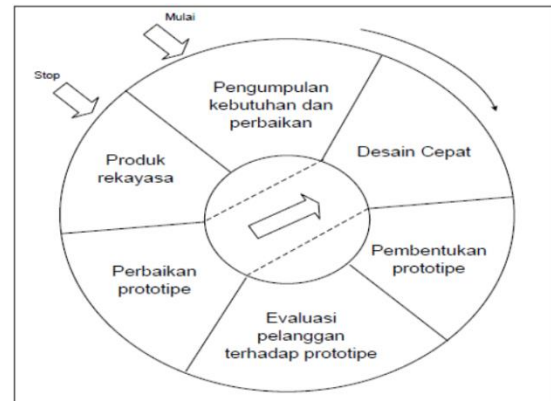 Mulai
Stop
Pengumpulan
kebutuhan dan
perbaikan
Desain Cepat
Pembentukan
prototipe
Evaluasi
pelanggan
terhadap prototipe
Perbaikan
prototipe
Produk
rekayasa